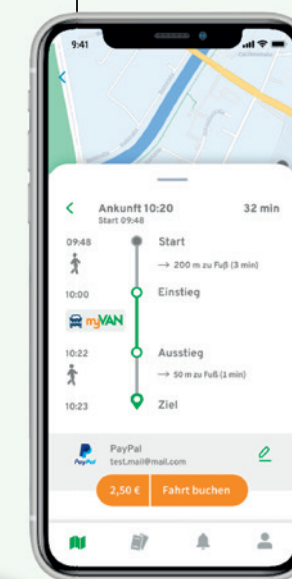 9:41
Ankunft 10:20 32 min
Start 09:48
09:48 Start
→ 200 m zu Fuß (3 min)
10:00 Einstieg
myVAN
10:22 Ausstieg
→ 50 m zu Fuß (1 min)
10:23 Ziel
PayPal PayPal
test.mail@mail.com
2,50 € Fahrt buchen